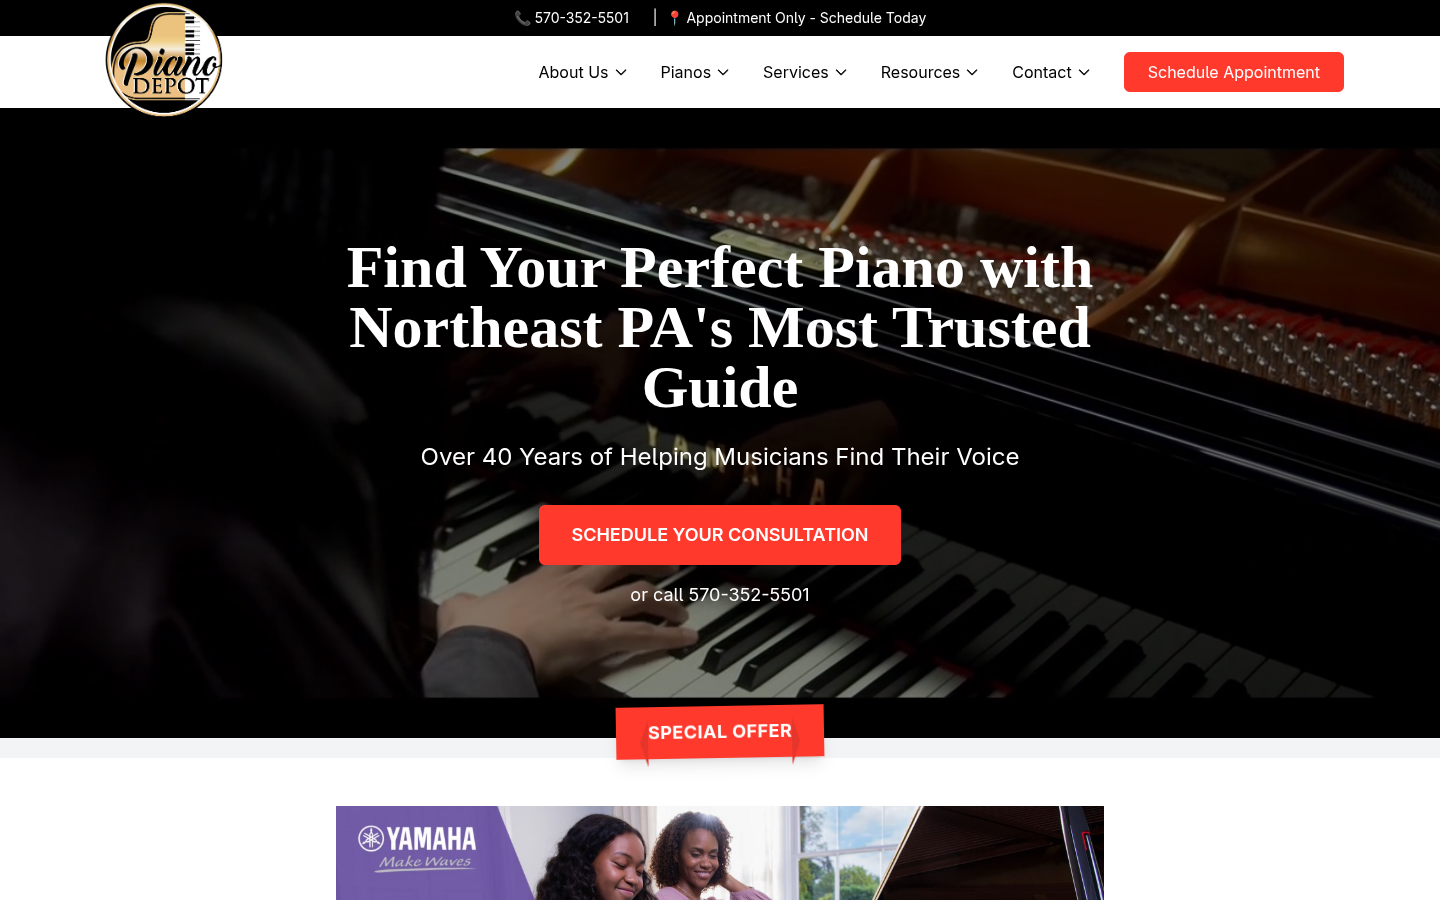 📞 570-352-5501 | 📍 Appointment Only - Schedule Today
Piano
DEPOT
About Us
Pianos
Services
Resources
Contact
Schedule Appointment
Find Your Perfect Piano with
Northeast PA's Most Trusted
Guide
YAMAHA
Over 40 Years of Helping Musicians Find Their Voice
SCHEDULE YOUR CONSULTATION
or call 570-352-5501
SPECIAL OFFER
YAMAHA
Make Waves